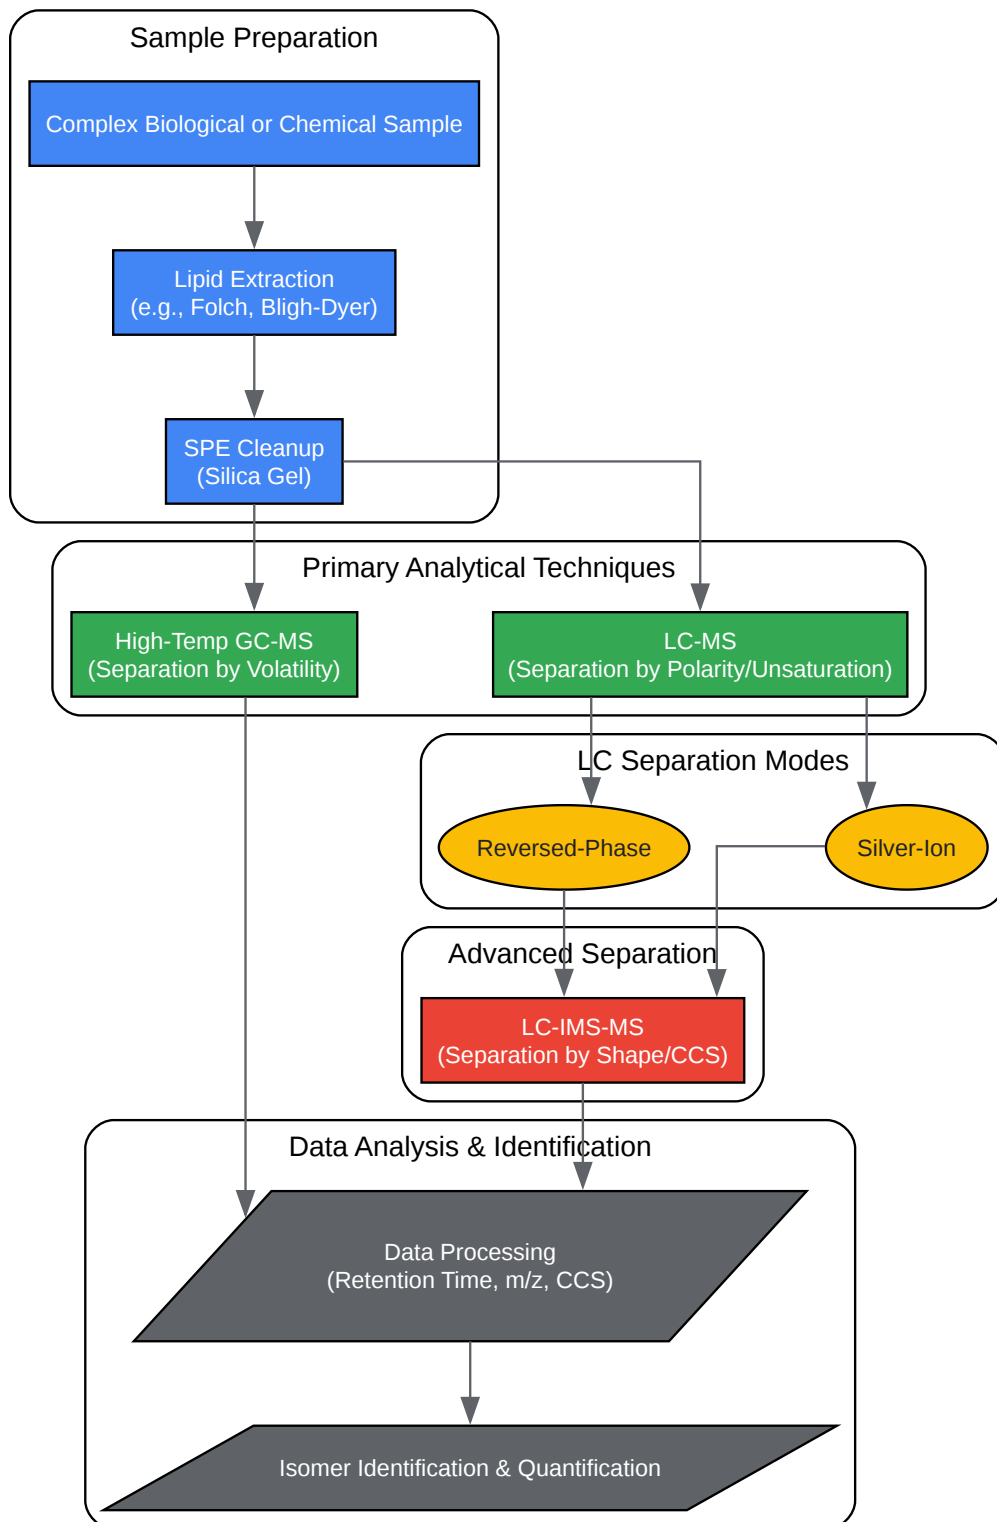 Sample Preparation
Complex Biological or Chemical Sample
Lipid Extraction
(e.g., Folch, Bligh-Dyer)
SPE Cleanup
(Silica Gel)
Primary Analytical Techniques
High-Temp GC-MS
(Separation by Volatility)
LC-MS
(Separation by Polarity/Unsaturation)
LC Separation Modes
Reversed-Phase
Silver-Ion
Advanced Separation
LC-IMS-MS
(Separation by Shape/CCS)
Data Analysis & Identification
Data Processing
(Retention Time, m/z, CCS)
Isomer Identification & Quantification